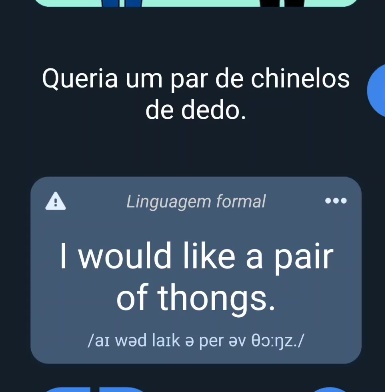 Queria um par de chinelos
de dedo.
Linguagem formal
I would like a pair
of thongs.
/aɪ wəd laɪk ə per əv θɔːŋz./